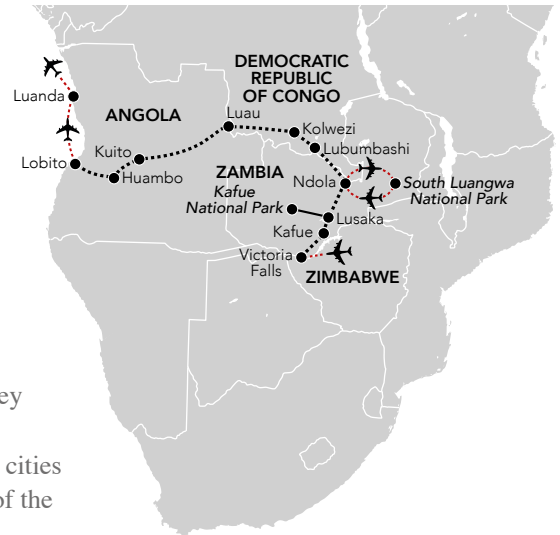 DEMOCRATIC
REPUBLIC
OF CONGO
Luanda
ANGOLA
Luau
Kolwezi
Lubumbashi
Kuito
Lobito
Huambo
ZAMBIA
Ndola
South Luangwa
National Park
Kafue
National Park
Lusaka
Kafue
Victoria
Falls
ZIMBABWE
ey
cities
of the